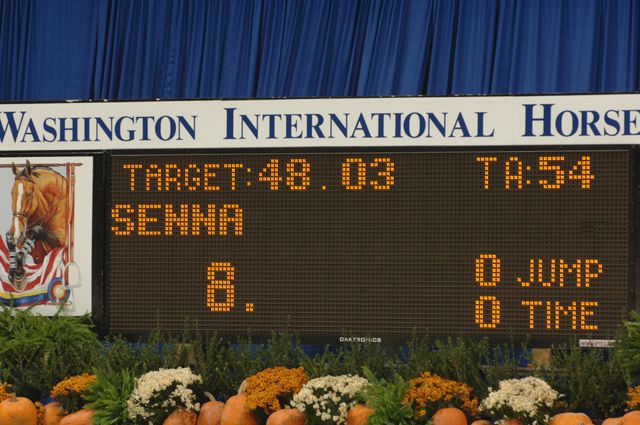 WASHINGTON INTERNATIONAL HORSE
TARGET:48.03 TA:54
SENNA
8. 0 JUMP
0 TIME
DAKTRONICS